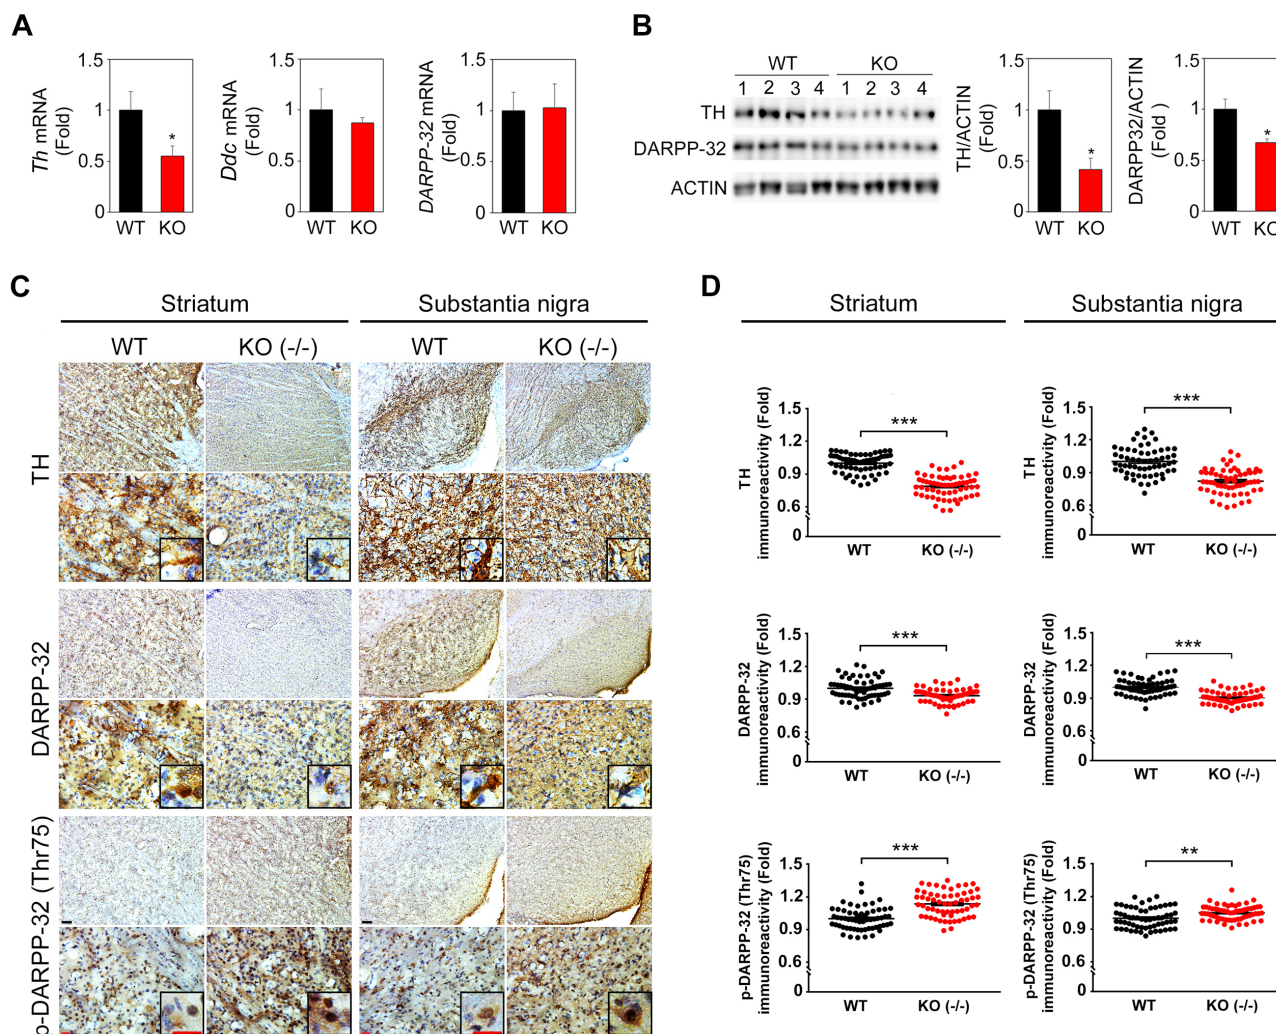 A
1.5
1
0.5
0
Th mRNA
(Fold)
*
WT KO
1.5
1
0.5
0
Ddc mRNA
(Fold)
WT KO
1.5
1
0.5
0
DARPP-32 mRNA
(Fold)
WT KO
B
WT KO
1 2 3 4 1 2 3 4
TH
DARPP-32
ACTIN
TH/ACTIN
(Fold)
1.5
1
0.5
0
*
WT KO
DARPP32/ACTIN
(Fold )
1.5
1
0.5
0
*
WT KO
C
Striatum Substantia nigra
WT KO (-/-) WT KO (-/-)
TH
DARPP-32
p-DARPP-32 (Thr75)
D
Striatum Substantia nigra
TH
immunoreactivity (Fold)
1.5
1.2
0.9
0.6
0
***
WT KO (-/-)
TH
immunoreactivity (Fold)
1.5
1.2
0.9
0.6
0
***
WT KO (-/-)
DARPP-32
immunoreactivity (Fold)
1.5
1.2
0.9
0.6
0
***
WT KO (-/-)
DARPP-32
immunoreactivity (Fold)
1.5
1.2
0.9
0.6
0
***
WT KO (-/-)
p-DARPP-32 (Thr75)
immunoreactivity (Fold)
1.5
1.2
0.9
0.6
0
***
WT KO (-/-)
p-DARPP-32 (Thr75)
immunoreactivity (Fold)
1.5
1.2
0.9
0.6
0
**
WT KO (-/-)